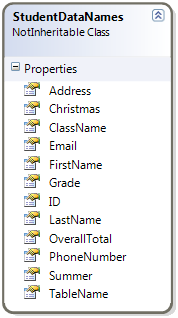 StudentDataNames
NotInheritable Class
Properties
Address
Christmas
ClassName
Email
FirstName
Grade
ID
LastName
OverallTotal
PhoneNumber
Summer
TableName